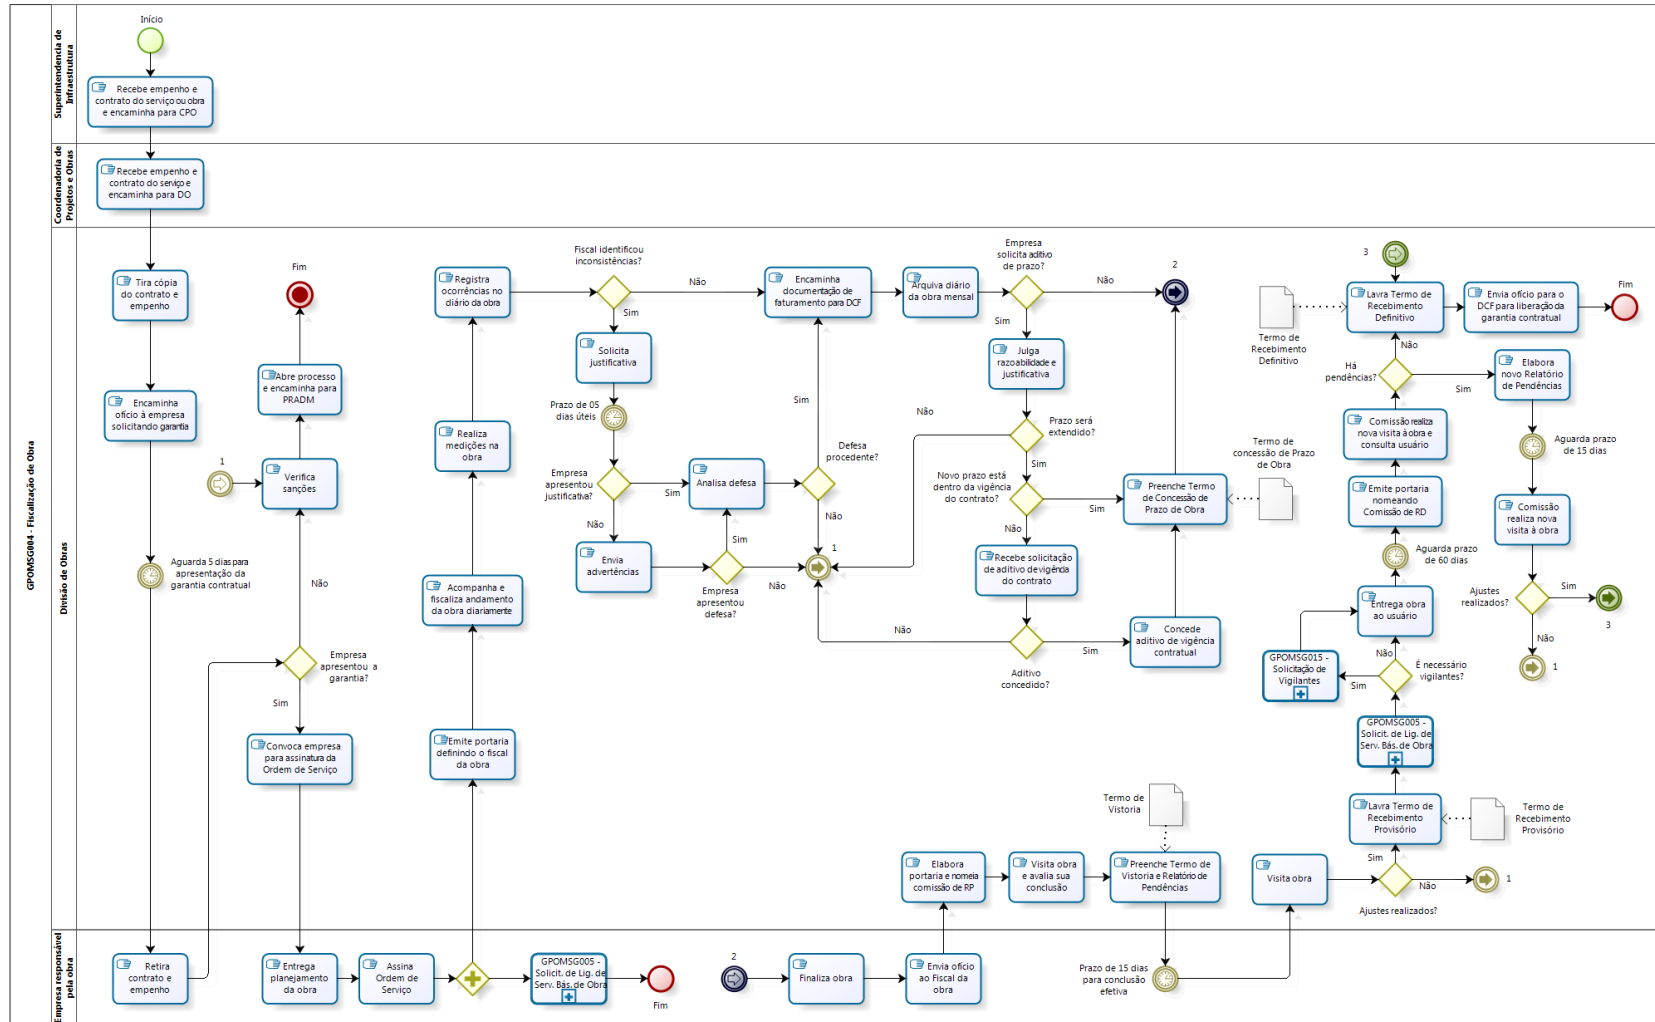 GPOMSG004 - Fiscalização de Obra
Superintendencia de
Infraestrutura
Início
Recebe empenho e
contrato do serviço ou obra
e encaminha para CPO
Coordenadoria de
Projetos e Obras
Recebe empenho e
contrato do serviço e
encaminha para DO
Divisão de Obras
Tira cópia
do contrato e
empenho
Encaminha
ofício à empresa
solicitando garantia
Aguarda 5 dias para
apresentação da
garantia contratual
Fim
Abre processo
e encaminha para
PRADM
1
Verifica
sanções
Não
Empresa
apresentou a
garantia?
Sim
Convoca empresa
para assinatura da
Ordem de Serviço
Registra
ocorrências no
diário da obra
Realiza
medições na
obra
Acompanha e
fiscaliza andamento
da obra diariamente
Emite portaria
definindo o fiscal
da obra
Fiscal identificou
inconsistências?
Não
Sim
Solicita
justificativa
Prazo de 05
dias úteis
Empresa
apresentou
justificativa?
Sim
Não
Analisa defesa
Envia
advertências
Sim
Não
Empresa
apresentou
defesa?
Defesa
procedente?
Sim
Não
1
Encaminha
documentação de
faturamento para DCF
Arquiva diário
da obra mensal
Empresa
solicita aditivo
de prazo?
Não
Sim
2
Julga
razoabilidade e
justificativa
Não
Prazo será
extendido?
Sim
Novo prazo está
dentro da vigência
do contrato?
Sim
Não
Preenche Termo
de Concessão de
Prazo de Obra
Termo de
concessão de Prazo
de Obra
Recebe solicitação
de aditivo de vigência
do contrato
Não
Sim
Aditivo
concedido?
Concede
aditivo de vigência
contratual
3
Lavra Termo de
Recebimento
Definitivo
Termo de
Recebimento
Definitivo
Envia ofício para o
DCF para liberação da
garantia contratual
Fim
Não
Há
pendências?
Sim
Elabora
novo Relatório
de Pendências
Aguarda prazo
de 15 dias
Comissão
realiza nova
visita à obra
Ajustes
realizados?
Sim
3
Não
1
Comissão realiza
nova visita à obra e
consulta usuário
Emite portaria
nomeando
Comissão de RD
Aguarda prazo
de 60 dias
Entrega obra
ao usuário
Não
É necessário
vigilantes?
Sim
GPOMSG015 -
Solicitação de
Vigilantes
GPOMSG005 -
Solicit. de Lig. de
Serv. Bás. de Obra
Lavra Termo de
Recebimento
Provisório
Termo de
Recebimento
Provisório
Sim
Não
1
Ajustes realizados?
Visita obra
Termo de
Vistoria
Elabora
portaria e nomeia
comissão de RP
Visita obra
e avalia sua
conclusão
Preenche Termo de
Vistoria e Relatório de
Pendências
Empresa responsável
pela obra
Retira
contrato e
empenho
Entrega
planejamento
da obra
Assina
Ordem de
Serviço
GPOMSG005 -
Solicit. de Lig. de
Serv. Bás. de Obra
Fim
2
Finaliza obra
Envia ofício
ao Fiscal da
obra
Prazo de 15 dias
para conclusão
efetiva